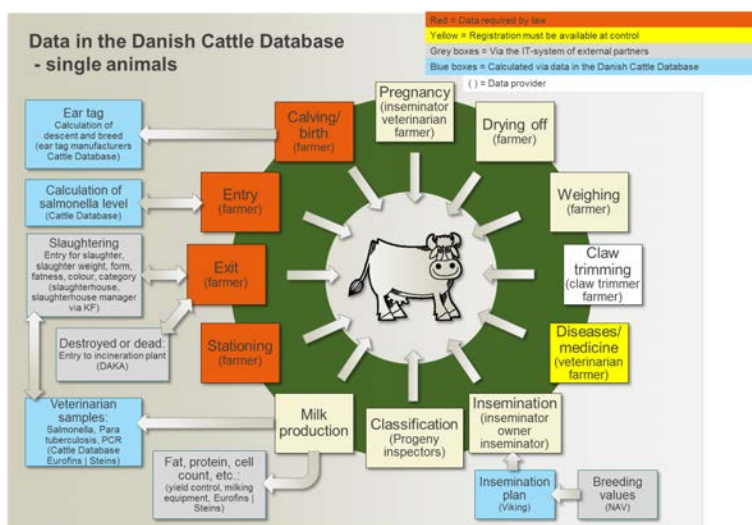 Data in the Danish Cattle Database
- single animals
Red = Data required by law
Yellow = Registration must be available at control
Grey boxes = Via the IT-system of external partners
Blue boxes = Calculated via data in the Danish Cattle Database
( ) = Data provider
Ear tag
Calculation of
descent and breed
(ear tag manufacturers
Cattle Database)
Calving/
birth
(farmer)
Pregnancy
(inseminator
veterinarian
farmer)
Drying off
(farmer)
Calculation of
salmonella level
(Cattle Database)
Entry
(farmer)
Weighing
(farmer)
Slaughtering
Entry for slaughter,
slaughter weight, form,
fatness, colour, category
(slaughterhouse,
slaughterhouse manager
via KF)
Exit
(farmer)
Claw
trimming
(claw trimmer
farmer)
Destroyed or dead:
Entry to incineration plant
(DAKA)
Stationing
(farmer)
Diseases/
medicine
(veterinarian
farmer)
Veterinarian
samples:
Salmonella, Para
tuberculosis, PCR
(Cattle Database
Eurofins | Steins)
Milk
production
Classification
(Progeny
inspectors)
Insemination
(inseminator
owner
inseminator)
Fat, protein, cell
count, etc.:
(yield control, milking
equipment, Eurofins |
Steins)
Insemination
plan
(Viking)
Breeding
values
(NAV)